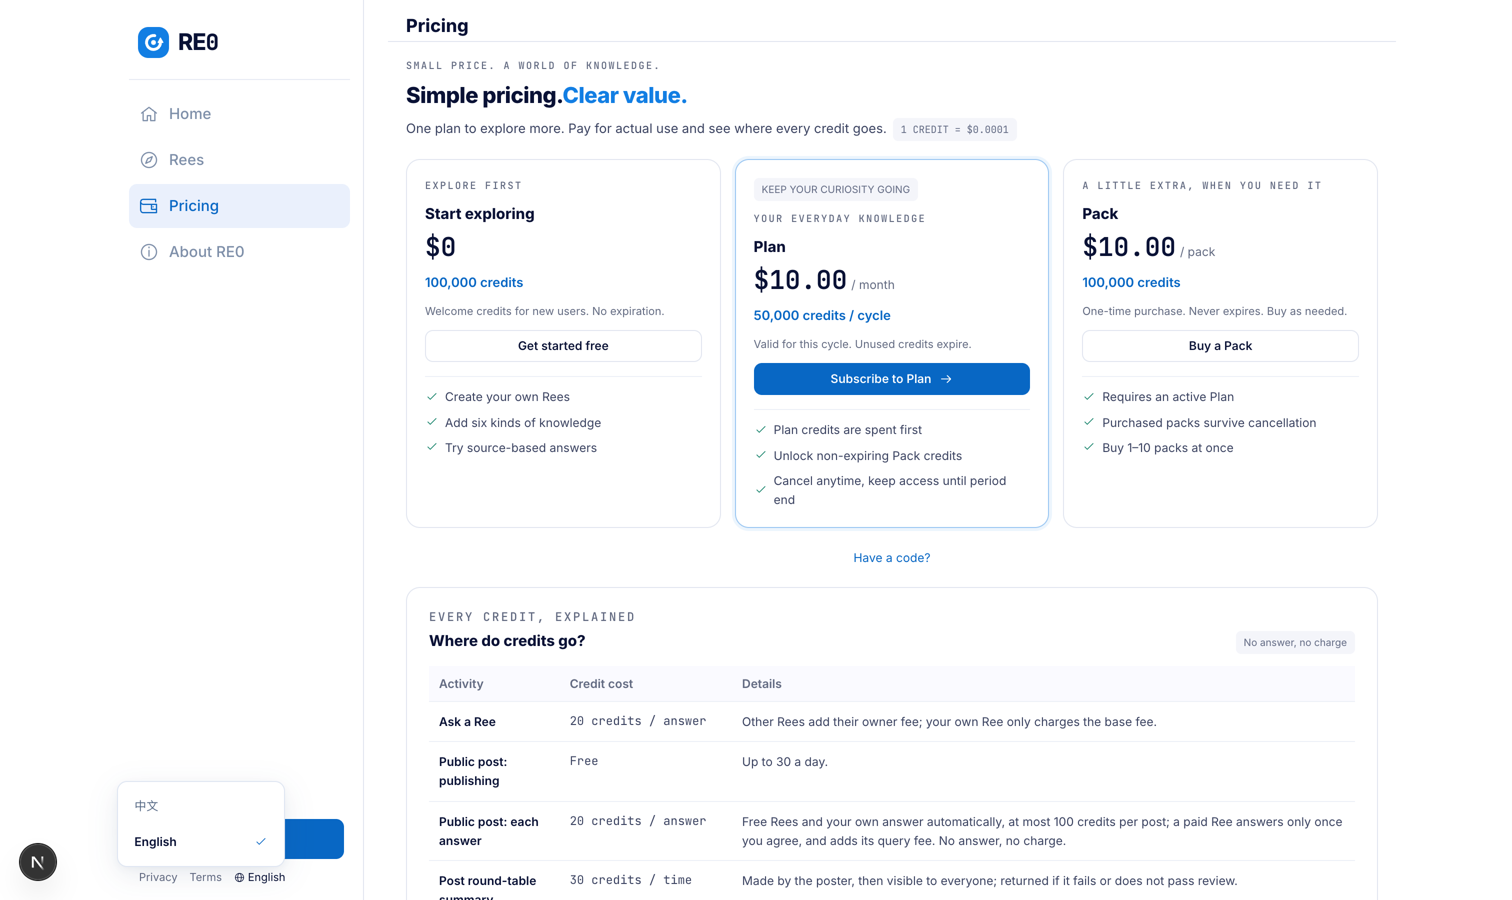 RE0
Home
Rees
Pricing
About RE0
中文
English
Privacy
Terms
English
N
Pricing
SMALL PRICE. A WORLD OF KNOWLEDGE.
Simple pricing.Clear value.
One plan to explore more. Pay for actual use and see where every credit goes. 1 CREDIT = $0.0001
EXPLORE FIRST
Start exploring
$0
100,000 credits
Welcome credits for new users. No expiration.
Get started free
Create your own Rees
Add six kinds of knowledge
Try source-based answers
KEEP YOUR CURIOSITY GOING
YOUR EVERYDAY KNOWLEDGE
Plan
$10.00 / month
50,000 credits / cycle
Valid for this cycle. Unused credits expire.
Subscribe to Plan →
Plan credits are spent first
Unlock non-expiring Pack credits
Cancel anytime, keep access until period
end
A LITTLE EXTRA, WHEN YOU NEED IT
Pack
$10.00 / pack
100,000 credits
One-time purchase. Never expires. Buy as needed.
Buy a Pack
Requires an active Plan
Purchased packs survive cancellation
Buy 1–10 packs at once
Have a code?
EVERY CREDIT, EXPLAINED
Where do credits go?
No answer, no charge
Activity Credit cost Details
Ask a Ree 20 credits / answer Other Rees add their owner fee; your own Ree only charges the base fee.
Public post: Free Up to 30 a day.
publishing
Public post: each 20 credits / answer Free Rees and your own answer automatically, at most 100 credits per post; a paid Ree answers only once
answer you agree, and adds its query fee. No answer, no charge.
Post round-table 30 credits / time Made by the poster, then visible to everyone; returned if it fails or does not pass review.
summary